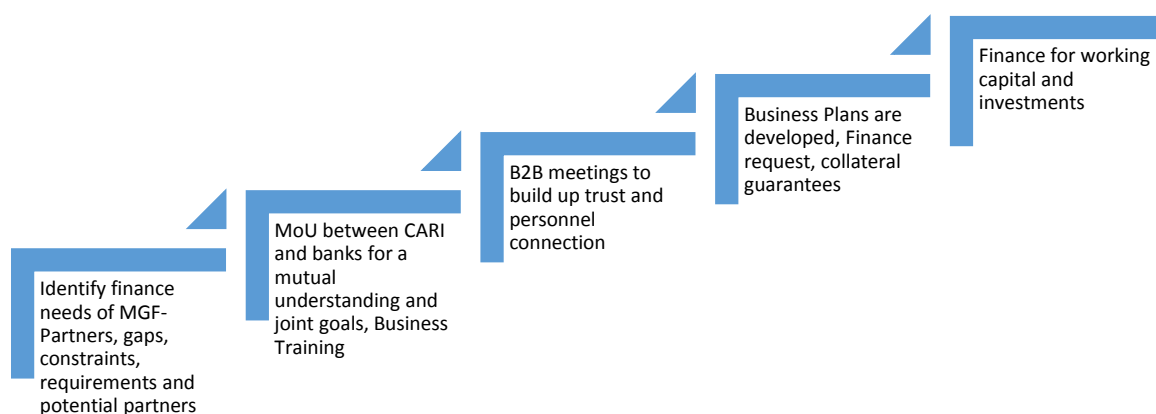 Identify finance
needs of MGF-
Partners, gaps,
constraints,
requirements and
potential partners
MoU between CARI
and banks for a
mutual
understanding and
joint goals, Business
Training
B2B meetings to
build up trust and
personnel
connection
Business Plans are
developed, Finance
request, collateral
guarantees
Finance for working
capital and
investments